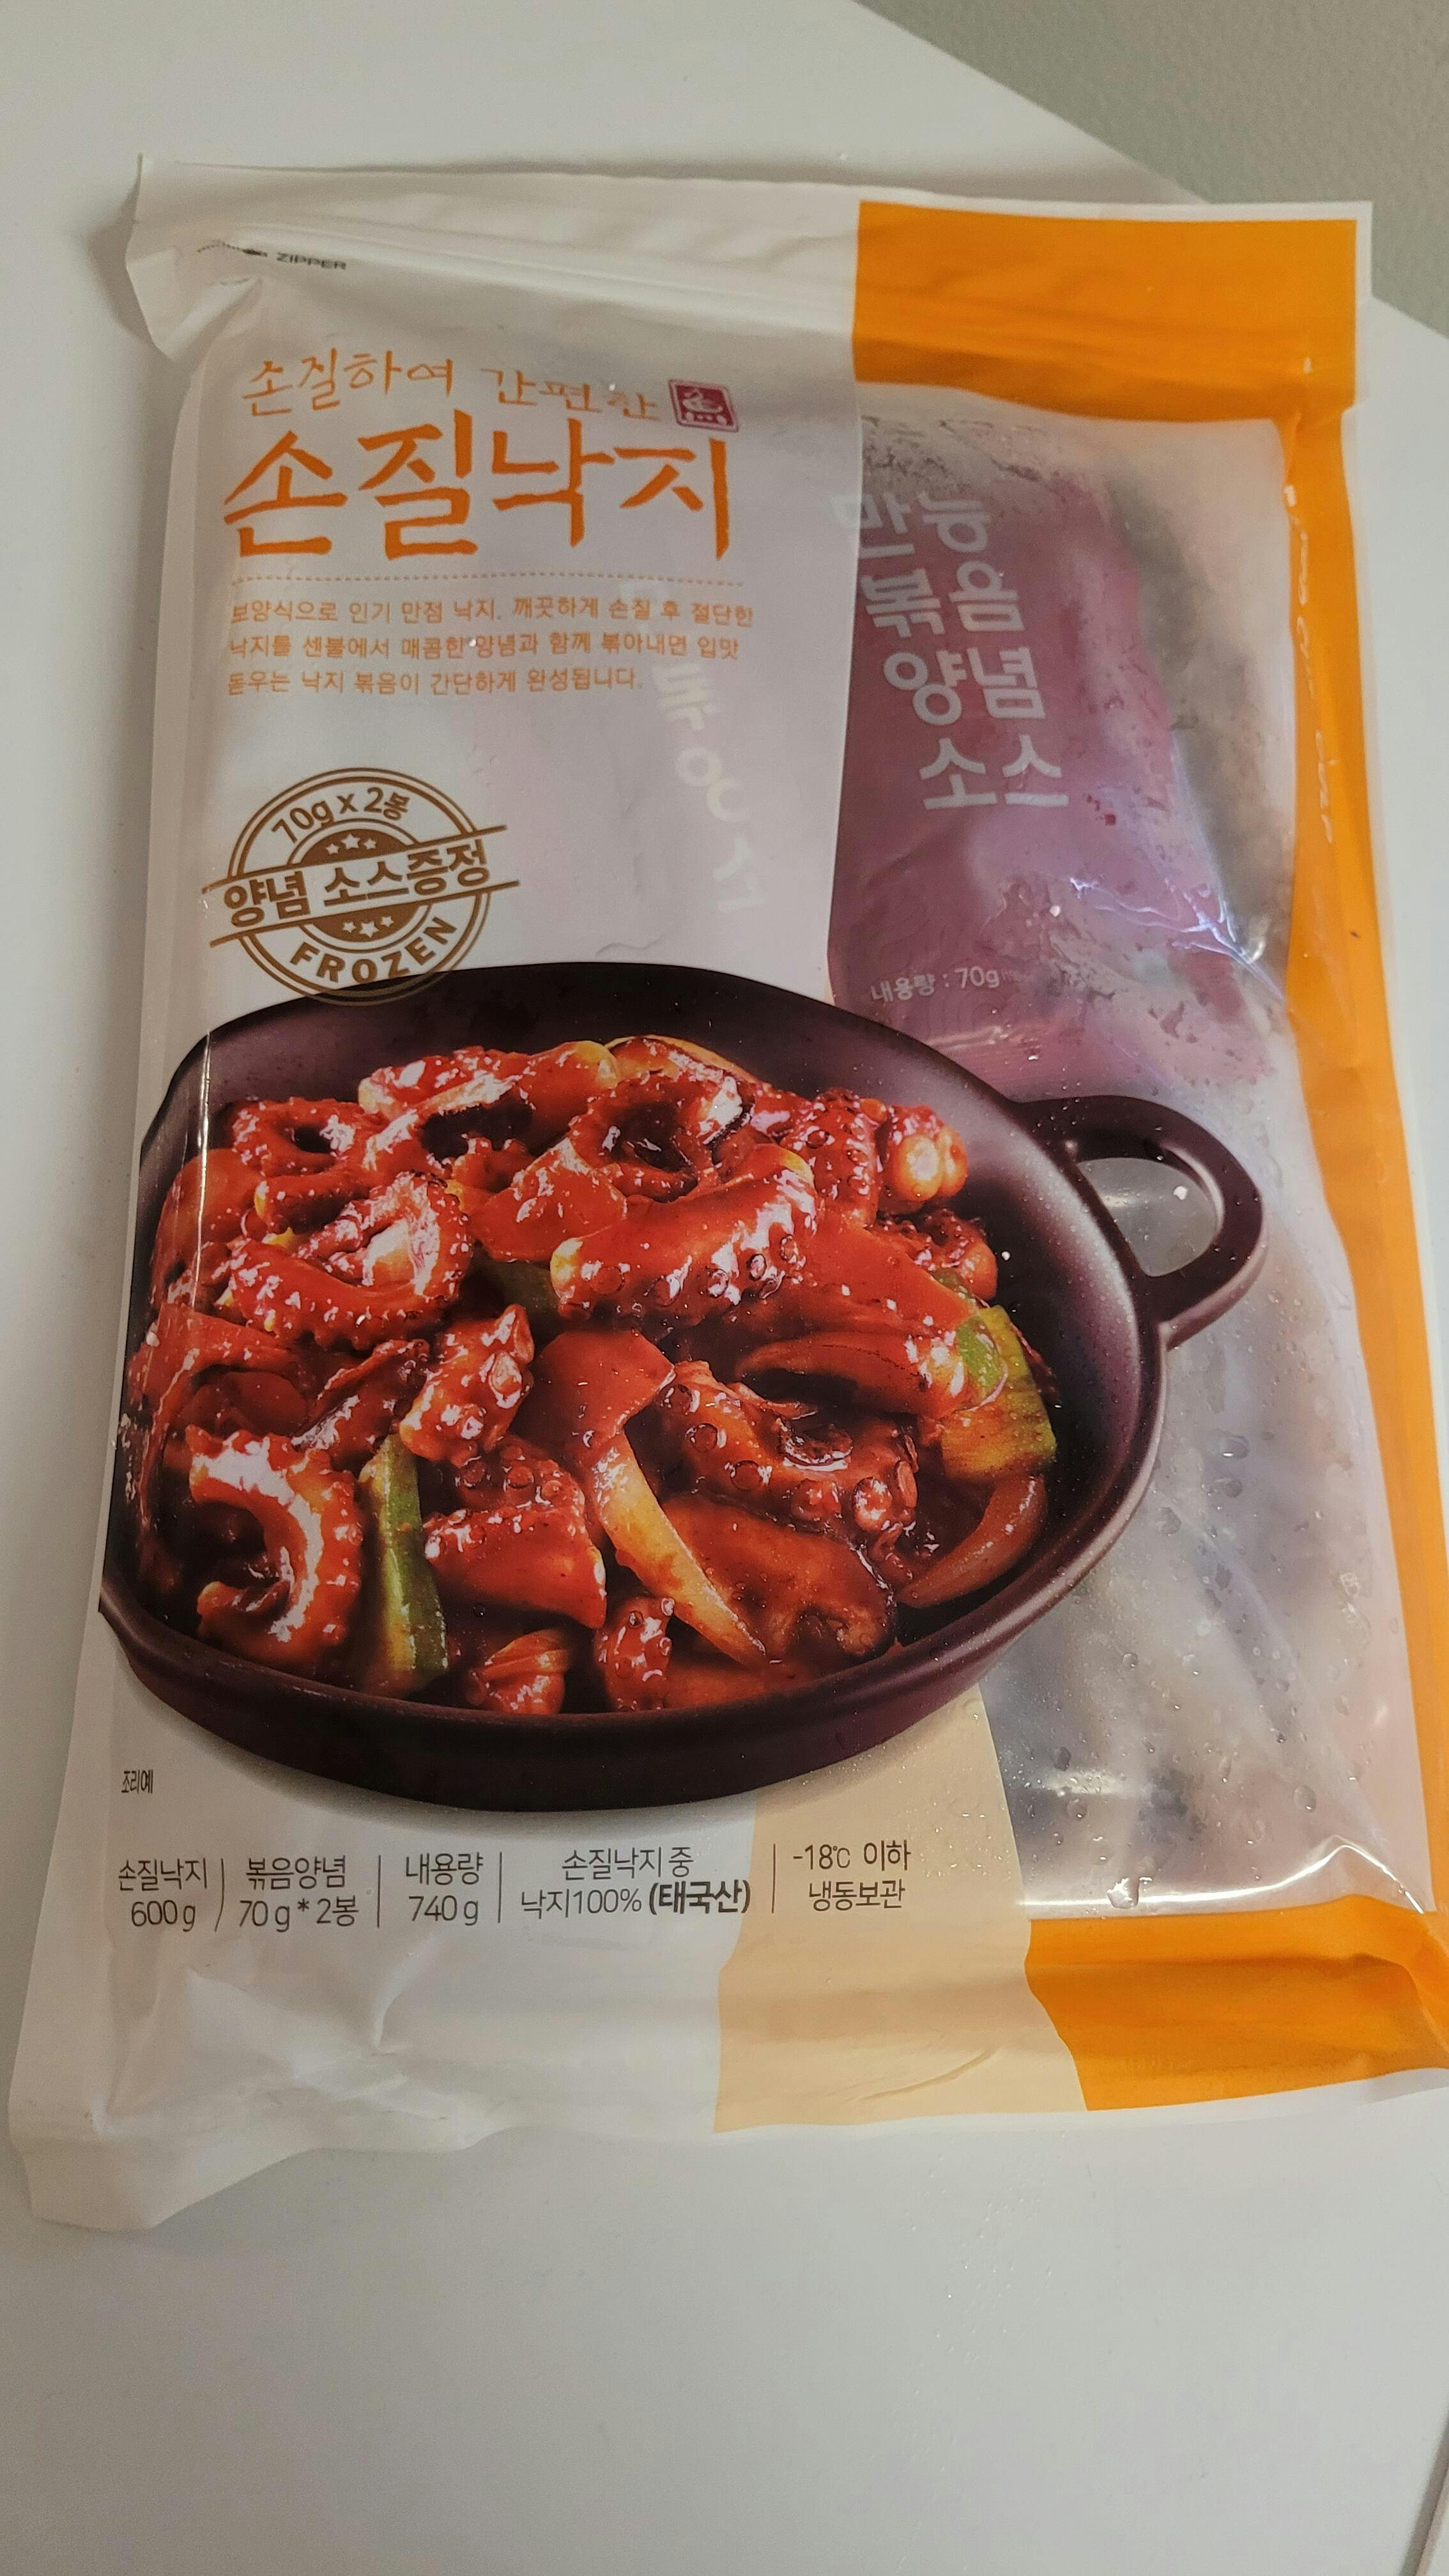 ZIPPER
손질하여 간편한
손질낙지
보양식으로 인기 만점 낙지. 깨끗하게 손질 후 절단한
낙지를 센불에서 매콤한 양념과 함께 볶아내면 입맛
돋우는 낙지 볶음이 간단하게 완성됩니다.
만능
볶음
양념
소스
내용량 : 70g
70g x 2봉
양념 소스증정
FROZEN
조리예
손질낙지
600g
볶음양념
70g*2봉
내용량
740g
손질낙지 중
낙지100% (태국산)
-18℃ 이하
냉동보관